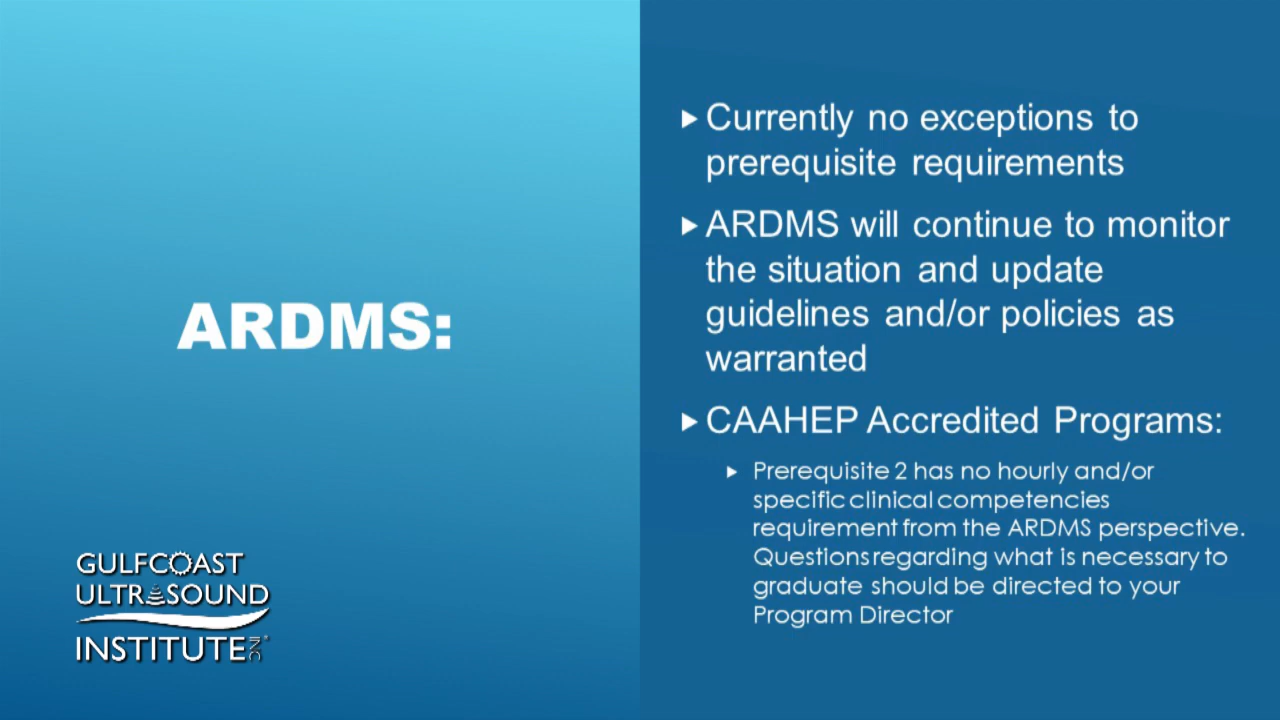 ARDMS:
GULFCOAST
ULTRASOUND
INSTITUTE INC®
Currently no exceptions to
prerequisite requirements
ARDMS will continue to monitor
the situation and update
guidelines and/or policies as
warranted
CAAHEP Accredited Programs:
Prerequisite 2 has no hourly and/or
specific clinical competencies
requirement from the ARDMS perspective.
Questions regarding what is necessary to
graduate should be directed to your
Program Director